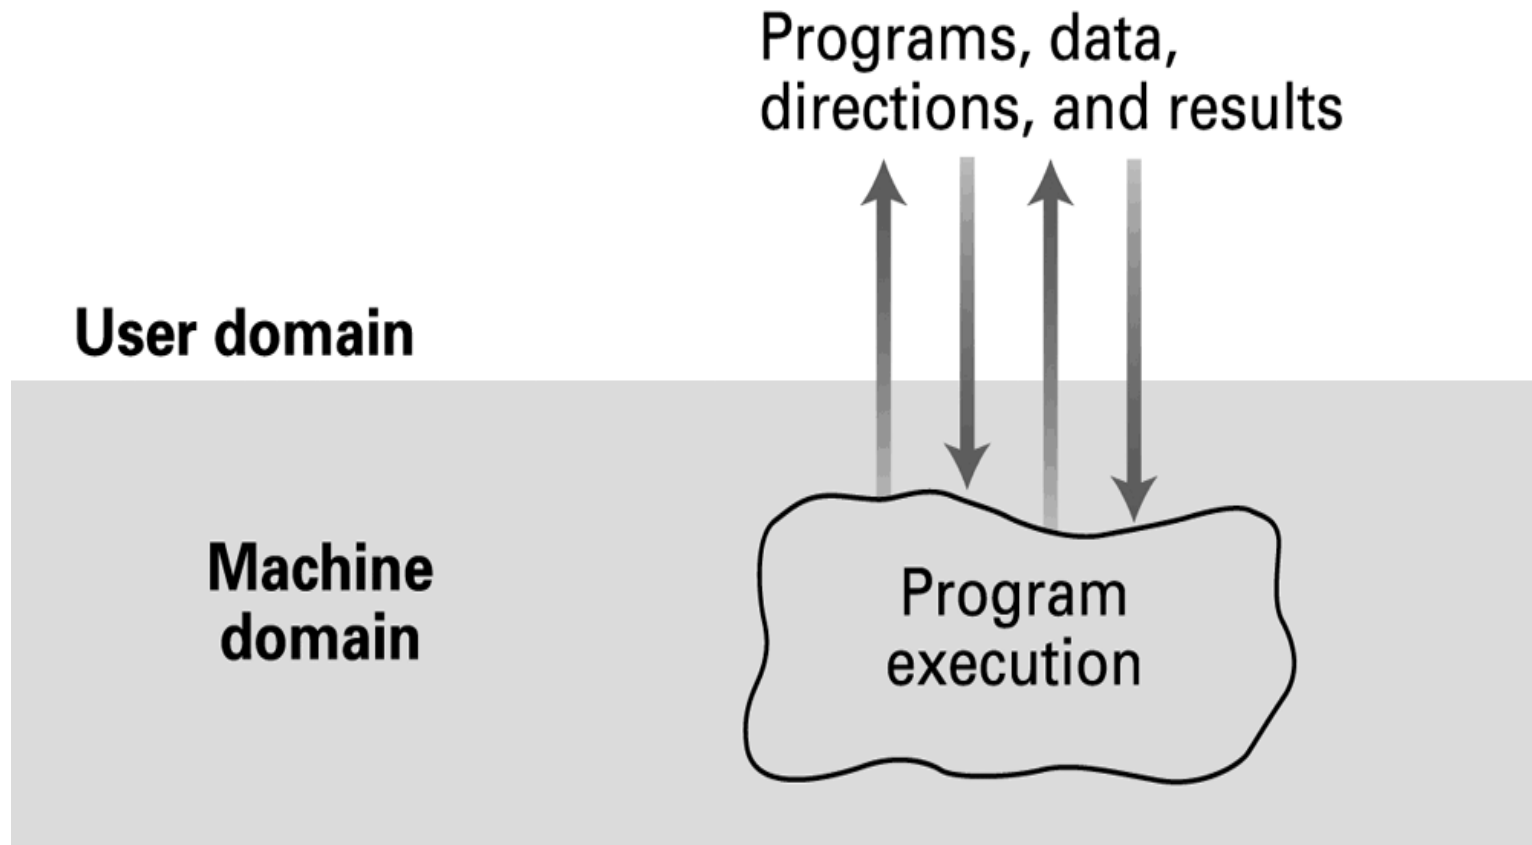 Programs, data,
directions, and results
User domain
Machine
domain
Program
execution